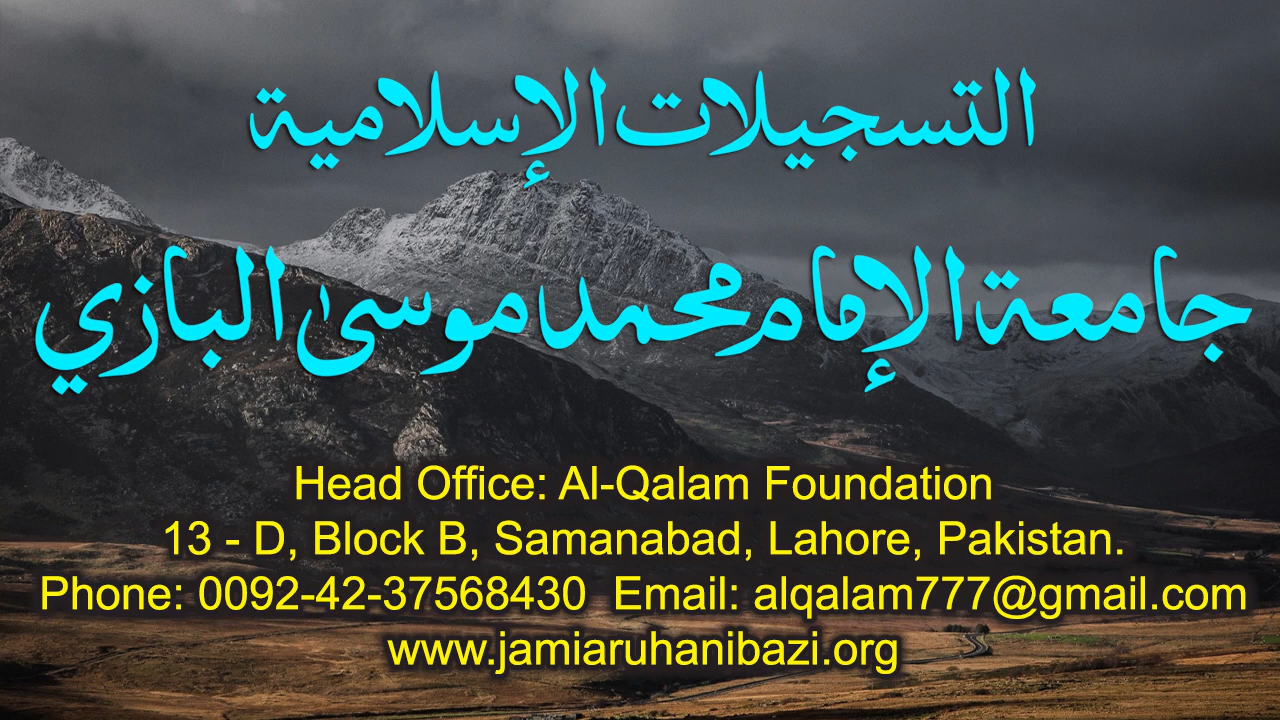 التسجيلات الإسلامية
جامعة الإمام محمد موسىٰ البازي
Head Office: Al-Qalam Foundation
13 - D, Block B, Samanabad, Lahore, Pakistan.
Phone: 0092-42-37568430 Email: alqalam777@gmail.com
www.jamiaruhanibazi.org